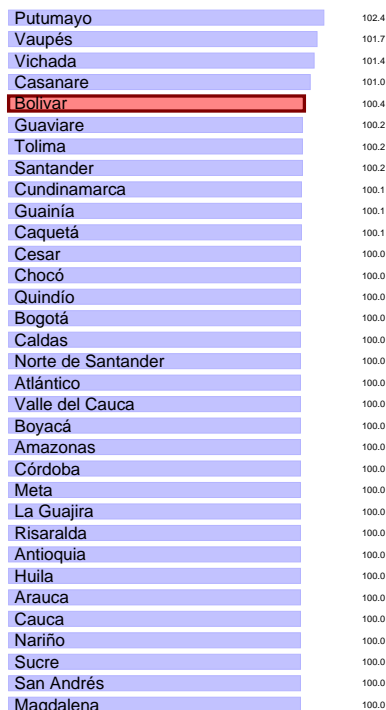 Putumayo 102.4
Vaupés 101.7
Vichada 101.4
Casanare 101.0
Bolivar 100.4
Guaviare 100.2
Tolima 100.2
Santander 100.2
Cundinamarca 100.1
Guainía 100.1
Caquetá 100.1
Cesar 100.0
Chocó 100.0
Quindío 100.0
Bogotá 100.0
Caldas 100.0
Norte de Santander 100.0
Atlántico 100.0
Valle del Cauca 100.0
Boyacá 100.0
Amazonas 100.0
Córdoba 100.0
Meta 100.0
La Guajira 100.0
Risaralda 100.0
Antioquia 100.0
Huila 100.0
Arauca 100.0
Cauca 100.0
Nariño 100.0
Sucre 100.0
San Andrés 100.0
Magdalena 100.0